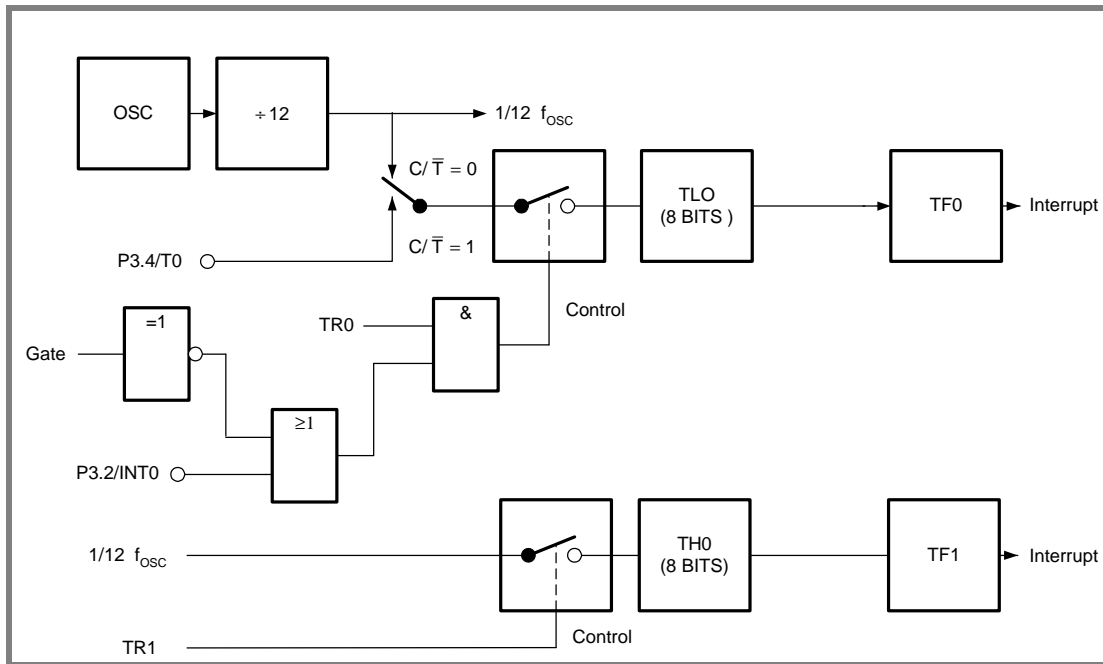 OSC
÷12
1/12 fOSC
C/T̅ = 0
TLO
(8 BITS )
TF0
Interrupt
C/T̅ = 1
P3.4/T0
Control
&
TR0
=1
Gate
≥1
P3.2/INT0
1/12 fOSC
TH0
(8 BITS)
TF1
Interrupt
Control
TR1